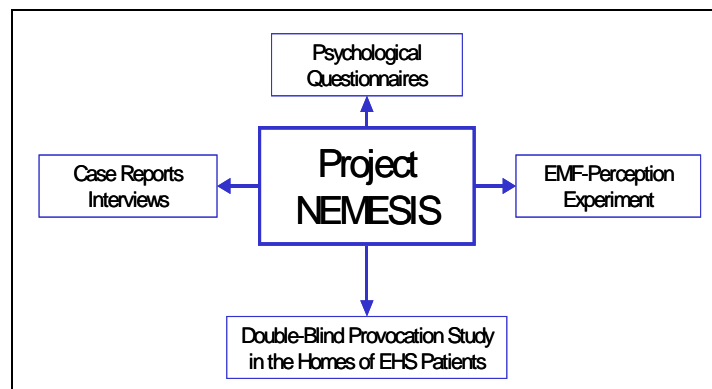 Psychological
Questionnaires
Case Reports
Interviews
Project
NEMESIS
EMF-Perception
Experiment
Double-Blind Provocation Study
in the Homes of EHS Patients